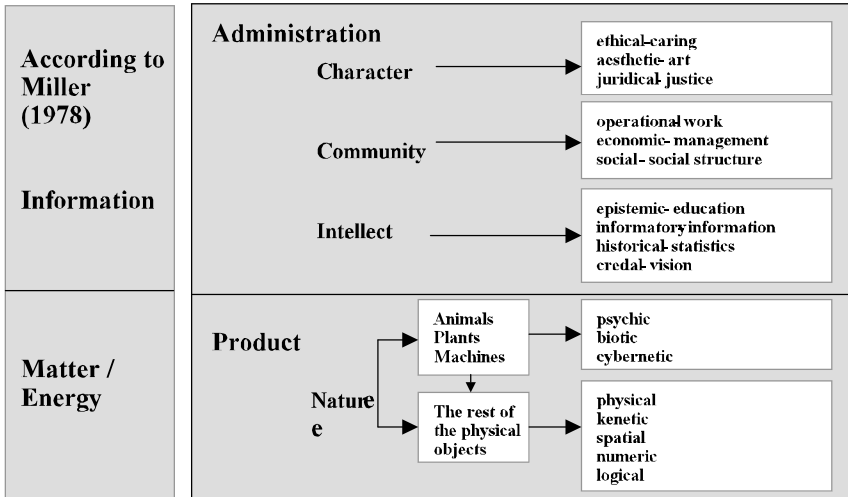 According to
Miller
(1978)
Information
Matter /
Energy
Administration
Character
ethical-caring
aesthetic- art
juridical- justice
Community
operational work
economic- management
social- social structure
Intellect
epistemic- education
informatory information
historical- statistics
credal- vision
Product
Nature
e
Animals
Plants
Machines
psychic
biotic
cybernetic
The rest of
the physical
objects
physical
kenetic
spatial
numeric
logical